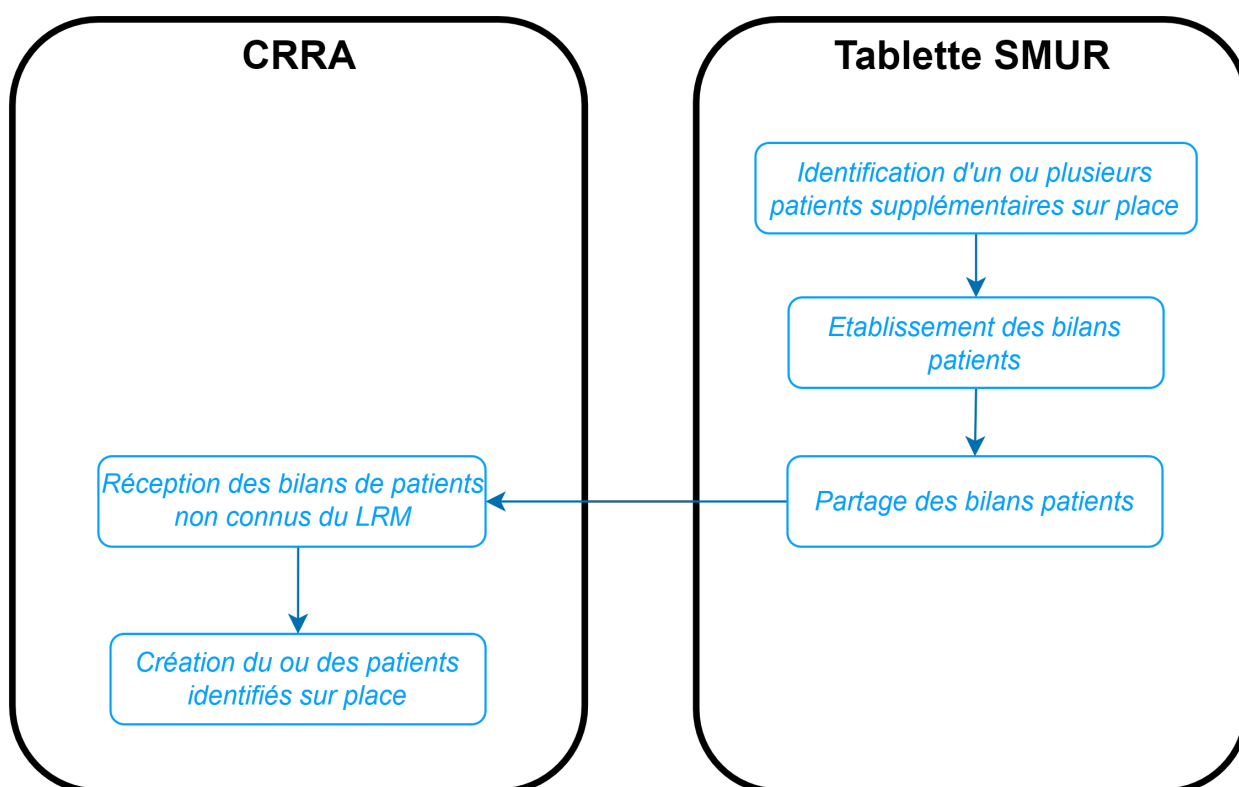 CRRA
Tablette SMUR
Identification d'un ou plusieurs
patients supplémentaires sur place
Etablissement des bilans
patients
Partage des bilans patients
Réception des bilans de patients
non connus du LRM
Création du ou des patients
identifiés sur place